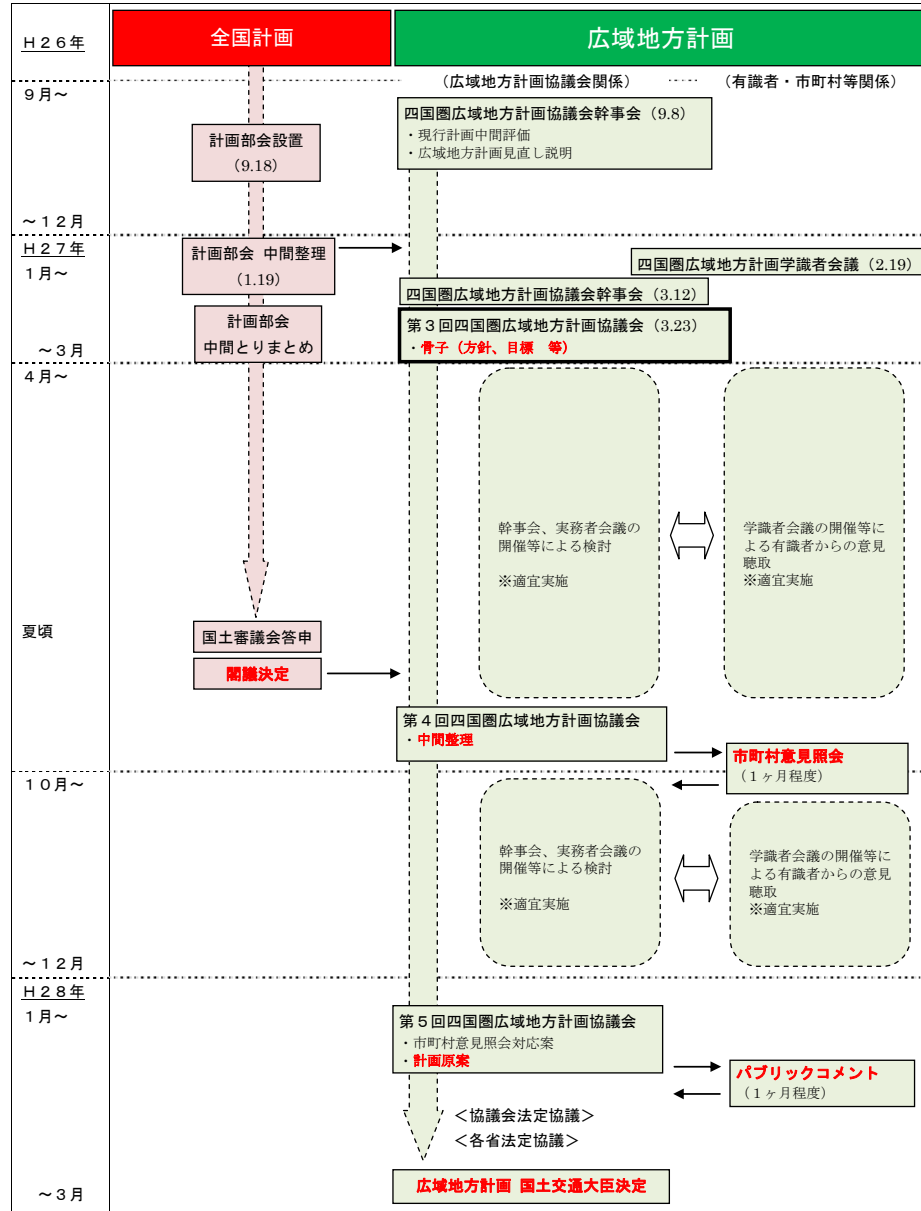 全国計画
広域地方計画
H26年
(広域地方計画協議会関係)
(有識者・市町村等関係)
9月~
四国圏広域地方計画協議会幹事会(9.8)
・現行計画中間評価
・広域地方計画見直し説明
計画部会設置
(9.18)
~12月
H27年
1月~
計画部会 中間整理
(1.19)
四国圏広域地方計画学識者会議(2.19)
四国圏広域地方計画協議会幹事会(3.12)
計画部会
中間とりまとめ
第3回四国圏広域地方計画協議会(3.23)
・骨子(方針、目標 等)
~3月
4月~
幹事会、実務者会議の
開催等による検討
※適宜実施
学識者会議の開催等に
よる有識者からの意見
聴取
※適宜実施
夏頃
国土審議会答申
閣議決定
第4回四国圏広域地方計画協議会
・中間整理
市町村意見照会
(1ヶ月程度)
10月~
幹事会、実務者会議の
開催等による検討
※適宜実施
学識者会議の開催等に
よる有識者からの意見
聴取
※適宜実施
~12月
H28年
1月~
第5回四国圏広域地方計画協議会
・市町村意見照会対応案
・計画原案
パブリックコメント
(1ヶ月程度)
<協議会法定協議>
<各省法定協議>
広域地方計画 国土交通大臣決定
~3月